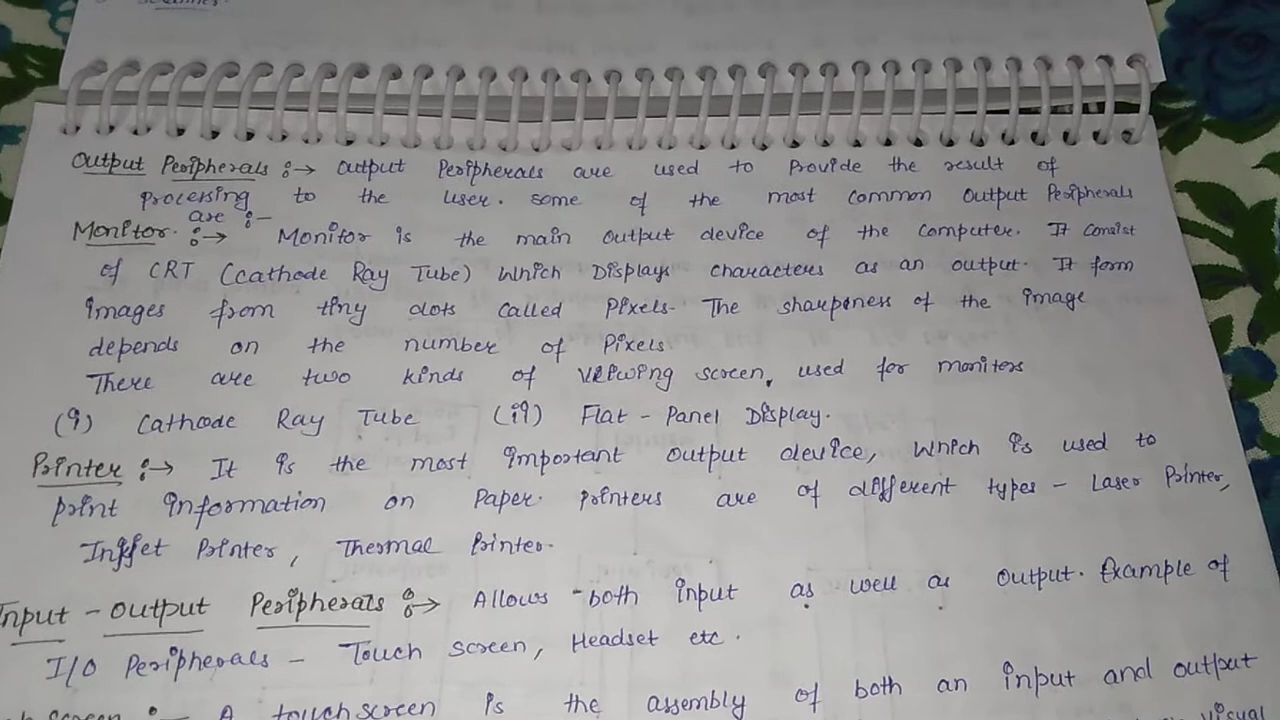 Output Peripherals :→ Output Peripherals are used to Provide the result of
Processing to the User. Some of the most common Output Peripherals
are :-
Monitor. :→ Monitor is the main output device of the computer. It consist
of CRT (Cathode Ray Tube) which Displays characters as an output. It form
images from tiny dots called Pixels. The sharpness of the image
depends on the number of Pixels
There are two kinds of viewing screen, used for monitors
(i) Cathode Ray Tube (ii) Flat-Panel Display.
Printer :→ It is the most important output device, which is used to
print information on Paper. printers are of different types - Laser Printer,
Inkjet Printer, Thermal Printer.
Input-Output Peripherals :→ Allows both input as well as output. Example of
I/O Peripherals - Touch screen, Headset etc.
screen :- A touchscreen is the assembly of both an input and output
visual